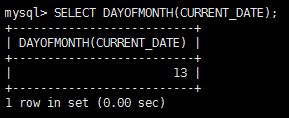 mysql> SELECT DAYOFMONTH(CURRENT_DATE);
+--------------------------+
| DAYOFMONTH(CURRENT_DATE) |
+--------------------------+
|                       13 |
+--------------------------+
1 row in set (0.00 sec)